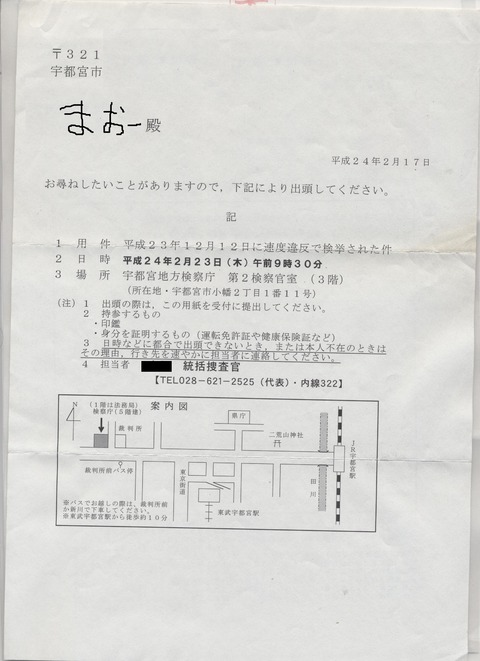 〒321
宇都宮市
まおー殿
平成24年2月17日
お尋ねしたいことがありますので，下記により出頭してください。
記
1 用件 平成23年12月12日に速度違反で検挙された件
2 日時 平成24年2月23日（木）午前9時30分
3 場所 宇都宮地方検察庁 第2検察官室 （3階）
（所在地・宇都宮市小幡2丁目1番11号）
（注）1 出頭の際は，この用紙を受付に提出してください。
2 持参するもの
・印鑑
・身分を証明するもの（運転免許証や健康保険証など）
3 日時などに都合で出頭できないとき，または本人不在のときは
その理由，行き先を速やかに担当者に連絡してください。
4 担当者 統括捜査官
【TEL028-621-2525（代表）・内線322】
案内図
N
（1階は法務局）
検察庁（5階建）
裁判所
県庁
二荒山神社
JR宇都宮駅
田川
裁判所前バス停
東京街道
東武宇都宮駅
※バスでお越しの際は、裁判所前
か新川で下車してください。
※東武宇都宮駅から徒歩約10分